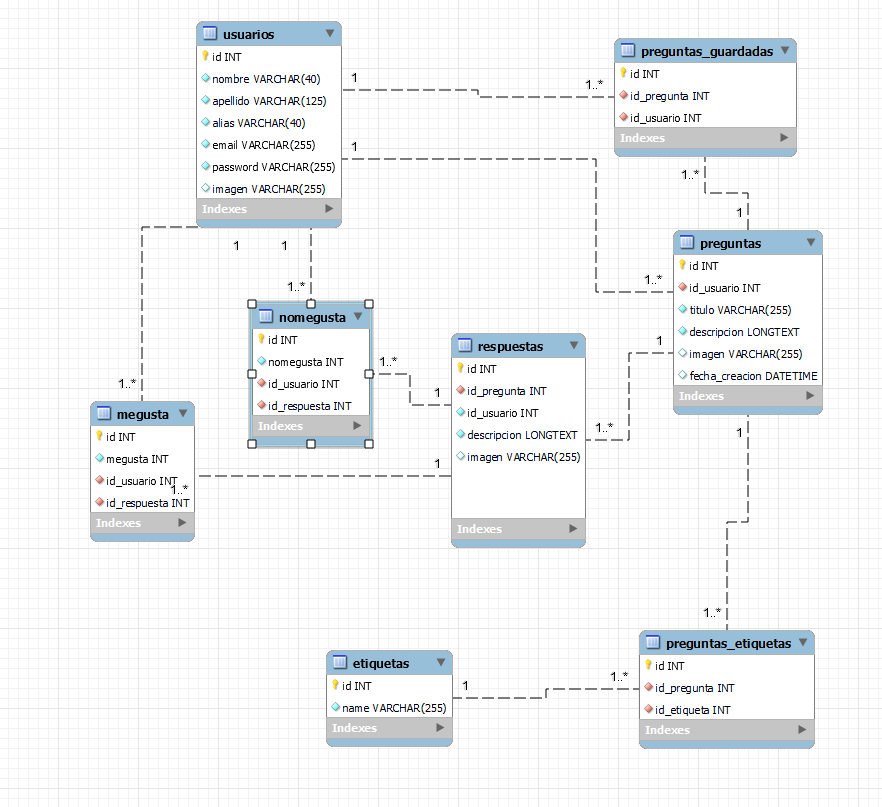 usuarios
id INT
nombre VARCHAR(40)
apellido VARCHAR(125)
alias VARCHAR(40)
email VARCHAR(255)
password VARCHAR(255)
imagen VARCHAR(255)
Indexes
1
1..*
1
1..*
1
1
1..*
1..*
preguntas_guardadas
id INT
id_pregunta INT
id_usuario INT
Indexes
1..*
1
preguntas
id INT
id_usuario INT
titulo VARCHAR(255)
descripcion LONGTEXT
imagen VARCHAR(255)
fecha_creacion DATETIME
Indexes
nomegusta
id INT
nomegusta INT
id_usuario INT
id_respuesta INT
Indexes
1..*
1
respuestas
id INT
id_pregunta INT
id_usuario INT
descripcion LONGTEXT
imagen VARCHAR(255)
Indexes
1
1..*
megusta
id INT
megusta INT
id_usuario INT
id_respuesta INT
Indexes
1..*
1
1
1..*
etiquetas
id INT
name VARCHAR(255)
Indexes
1
1..*
preguntas_etiquetas
id INT
id_pregunta INT
id_etiqueta INT
Indexes